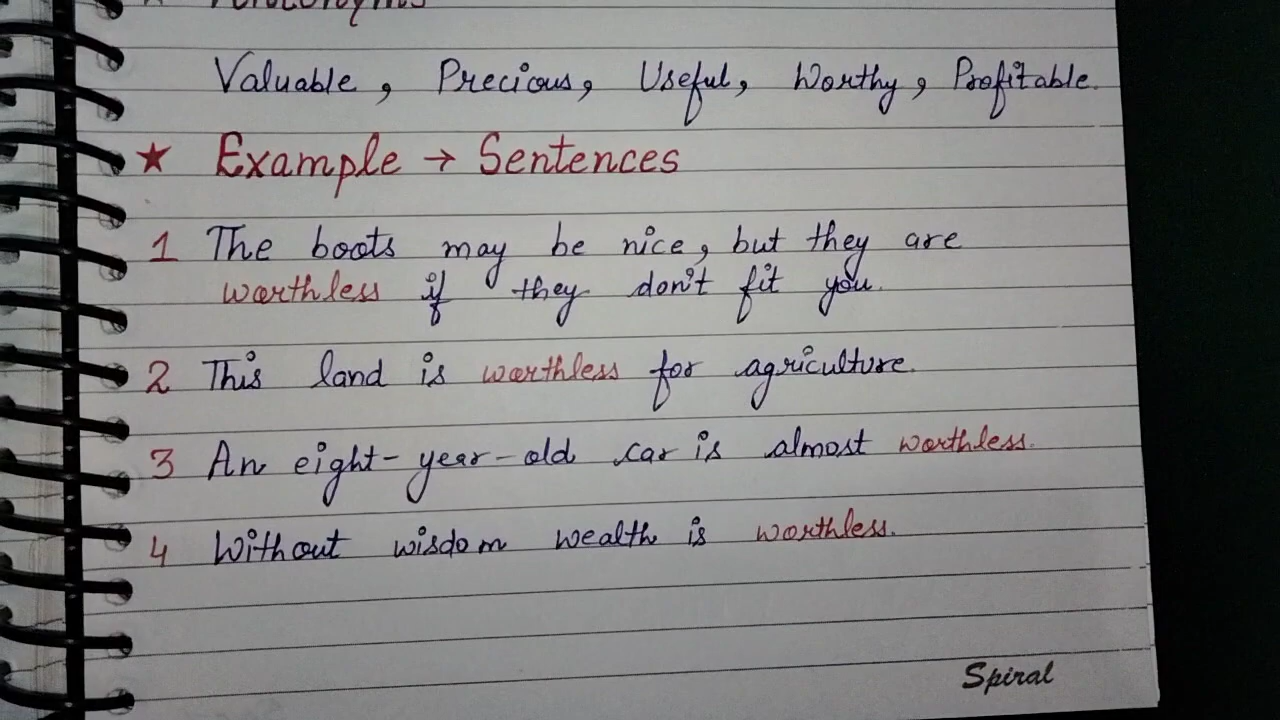 ★ Antonyms
Valuable, Precious, Useful, Worthy, Profitable.
★ Example → Sentences
1 The boots may be nice, but they are
worthless if they don't fit you.
2 This land is worthless for agriculture.
3 An eight-year-old car is almost worthless.
4 Without wisdom wealth is worthless.
Spiral